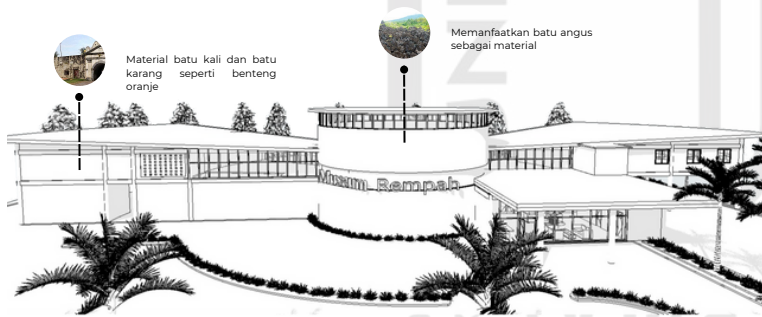 Memanfaatkan batu angus
sebagai material
Material batu kali dan batu
karang seperti benteng
oranje
Musium Rempah